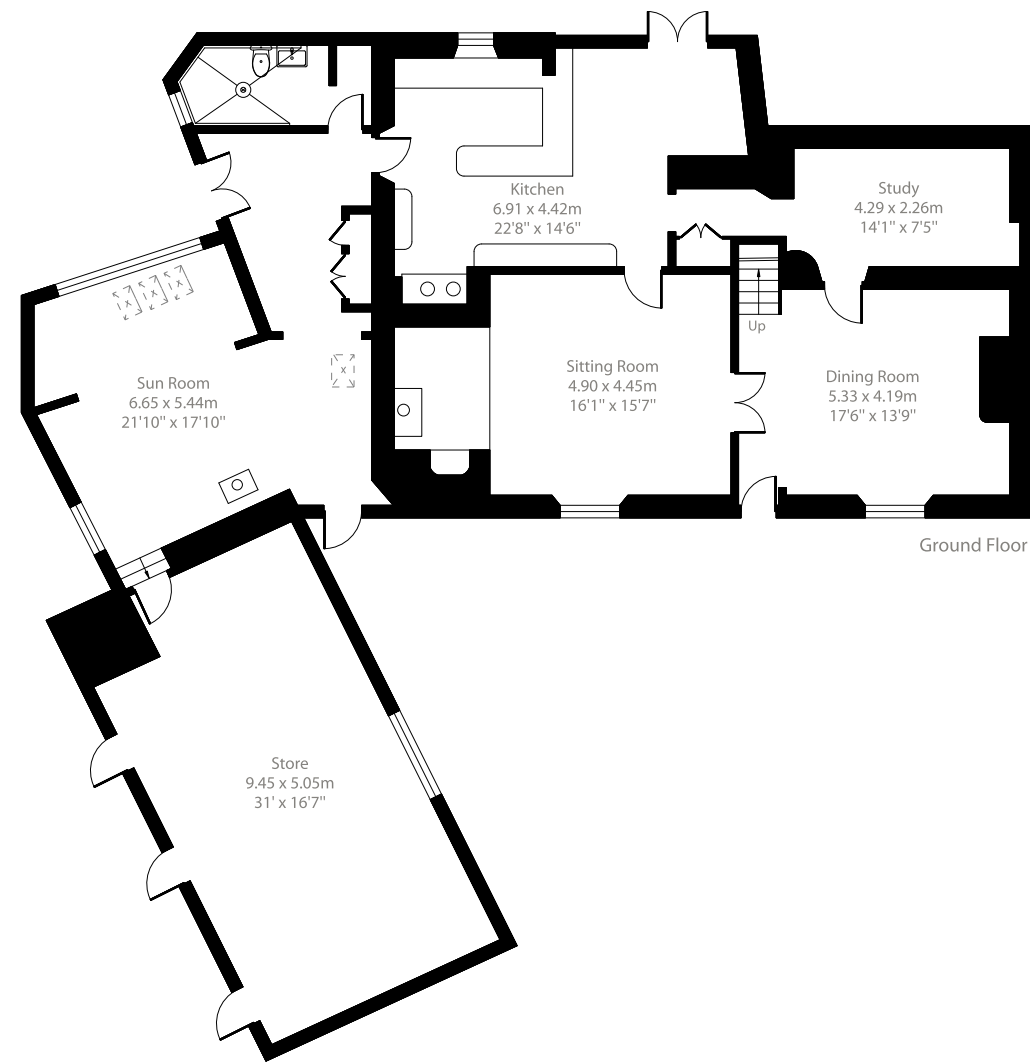 Kitchen
6.91 x 4.42m
22'8" x 14'6"
Study
4.29 x 2.26m
14'1" x 7'5"
Up
Sitting Room
4.90 x 4.45m
16'1" x 15'7"
Dining Room
5.33 x 4.19m
17'6" x 13'9"
Sun Room
6.65 x 5.44m
21'10" x 17'10"
Ground Floor
Store
9.45 x 5.05m
31' x 16'7"